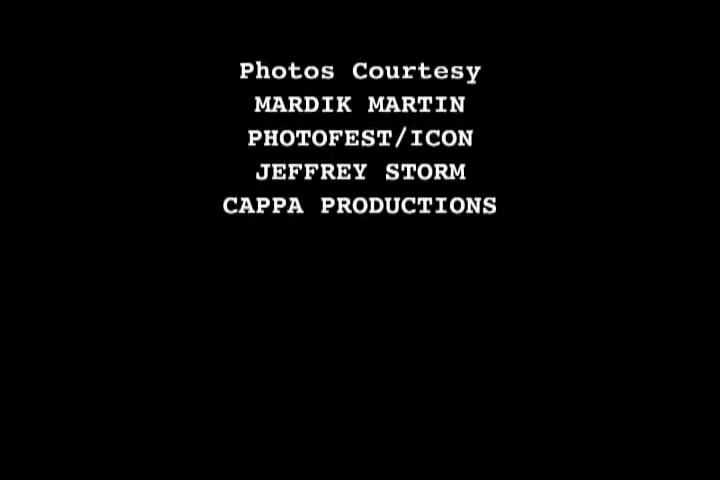 Photos Courtesy
MARDIK MARTIN
PHOTOFEST/ICON
JEFFREY STORM
CAPPA PRODUCTIONS